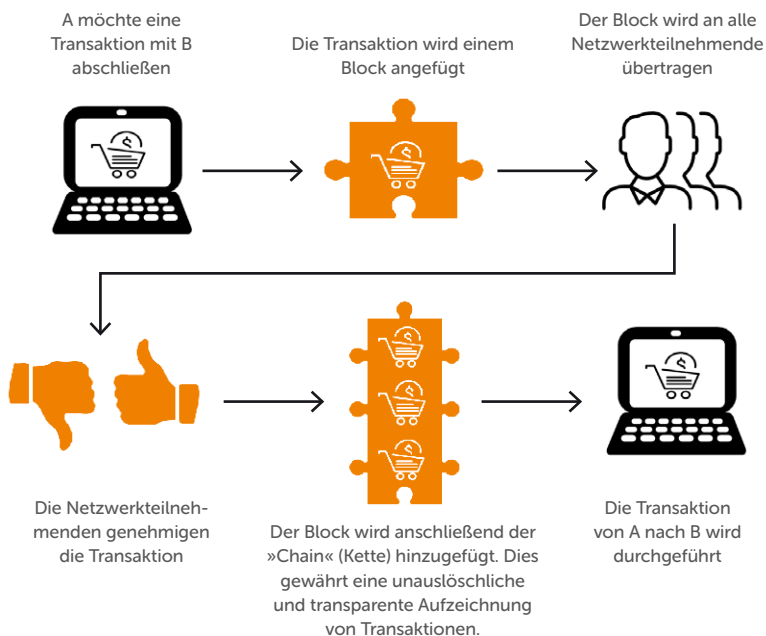 A möchte eine
Transaktion mit B
abschließen
Die Transaktion wird einem
Block angefügt
Der Block wird an alle
Netzwerkteilnehmende
übertragen
Die Netzwerkteilneh-
menden genehmigen
die Transaktion
Der Block wird anschließend der
»Chain« (Kette) hinzugefügt. Dies
gewährt eine unauslöschliche
und transparente Aufzeichnung
von Transaktionen.
Die Transaktion
von A nach B wird
durchgeführt